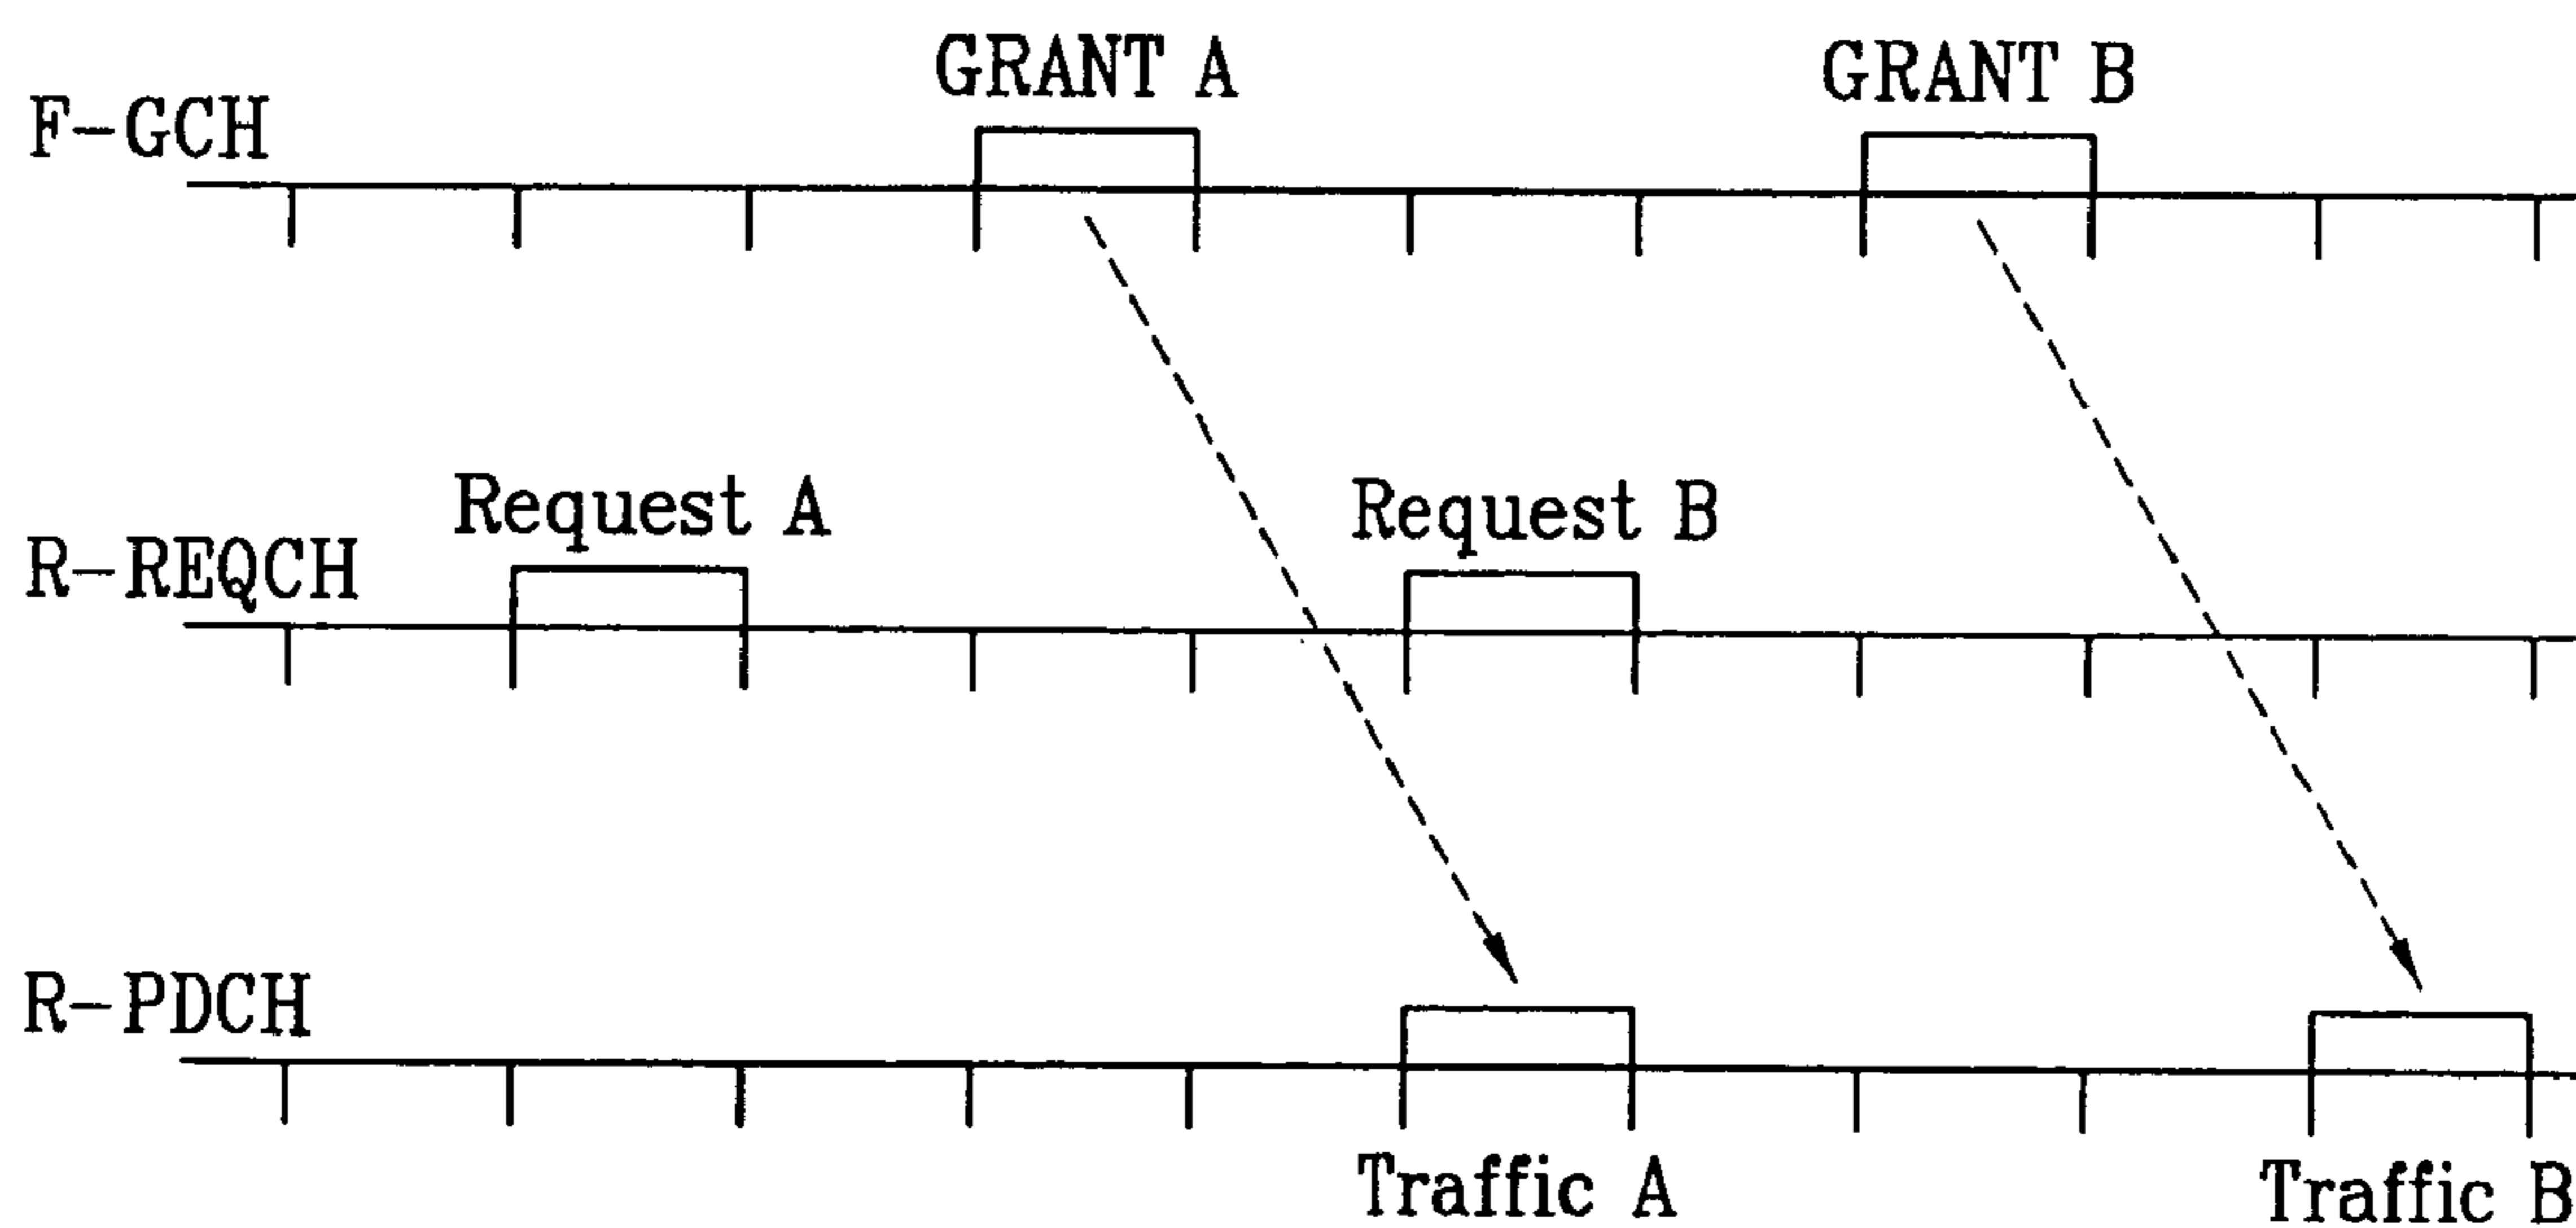 GRANT A
GRANT B
F-GCH
Request A
Request B
R-REQCH
R-PDCH
Traffic A
Traffic B